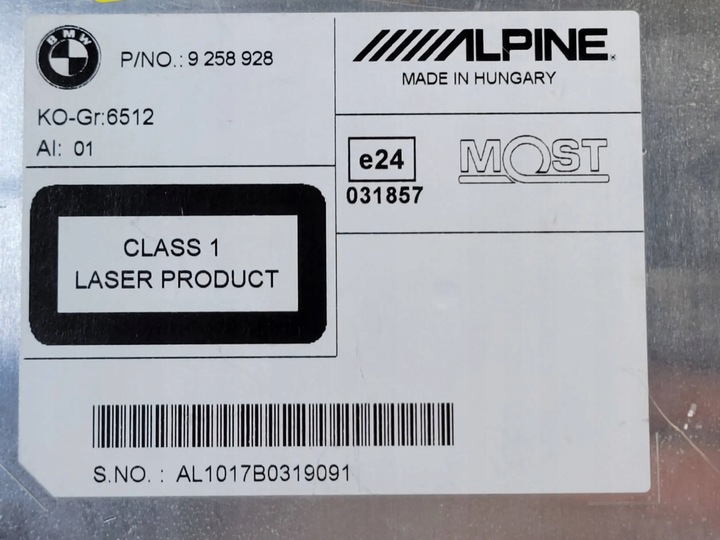 BMW
P/NO.: 9 258 928
ALPINE
MADE IN HUNGARY
KO-Gr:6512
AI: 01
e24
031857
MOST
CLASS 1
LASER PRODUCT
S.NO. : AL1017B0319091